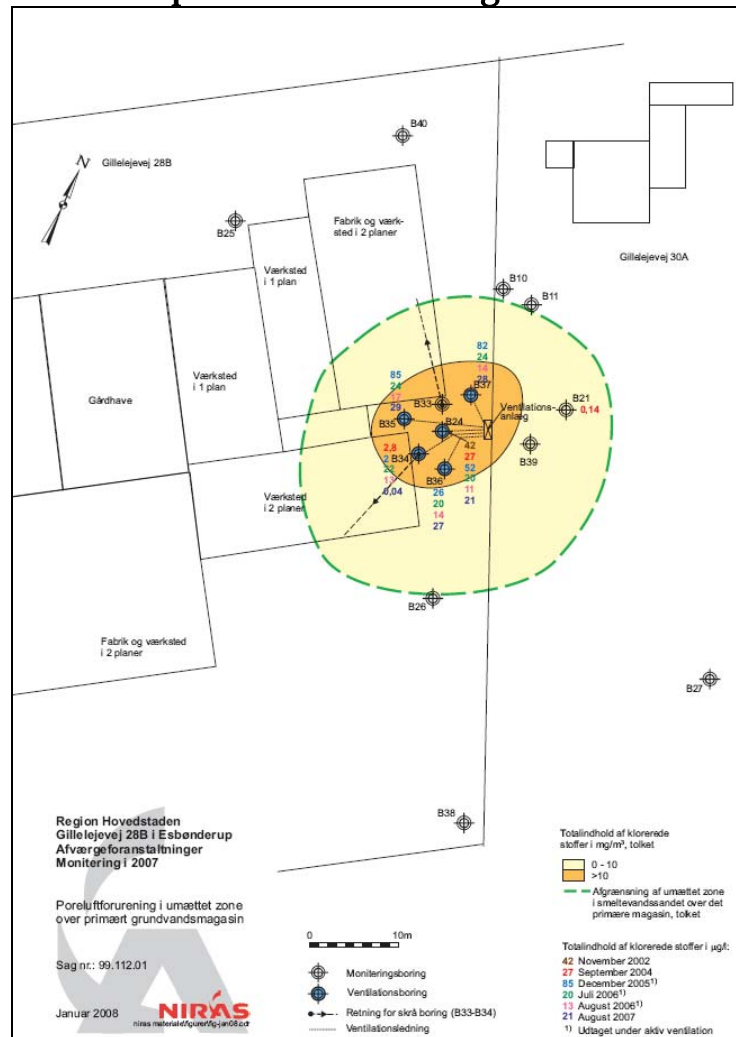 N
Gillelejevej 28B
B40
B25
Fabrik og værk-
sted i 2 planer
Værksted
i 1 plan
Gillelejevej 30A
B10
B11
Værksted
i 1 plan
Gårdhave
82
24
14
28
B37
85
24
17
29
B33
B35
B24
Ventilations-
anlæg
B21
0,14
B39
2,8
2
22
13
0,04
B34
B36
42
27
52
20
11
21
26
20
14
27
Værksted
i 2 planer
B26
Fabrik og værksted
i 2 planer
B27
B38
Region Hovedstaden
Gillelejevej 28B i Esbønderup
Afværgeforanstaltninger
Monitering i 2007
Poreluftforurening i umættet zone
over primært grundvandsmagasin
Sag nr.: 99.112.01
Januar 2008
NIRAS
0 10m
Moniteringsboring
Ventilationsboring
Retning for skrå boring (B33-B34)
Ventilationsledning
Totalindhold af klorerede
stoffer i mg/m³, tolket
0 - 10
>10
Afgrænsning af umættet zone
i smeltevandssandet over det
primære magasin, tolket
Totalindhold af klorerede stoffer i µg/l:
42 November 2002
27 September 2004
85 December 2005¹⁾
20 Juli 2006¹⁾
13 August 2006¹⁾
21 August 2007
¹⁾ Udtaget under aktiv ventilation